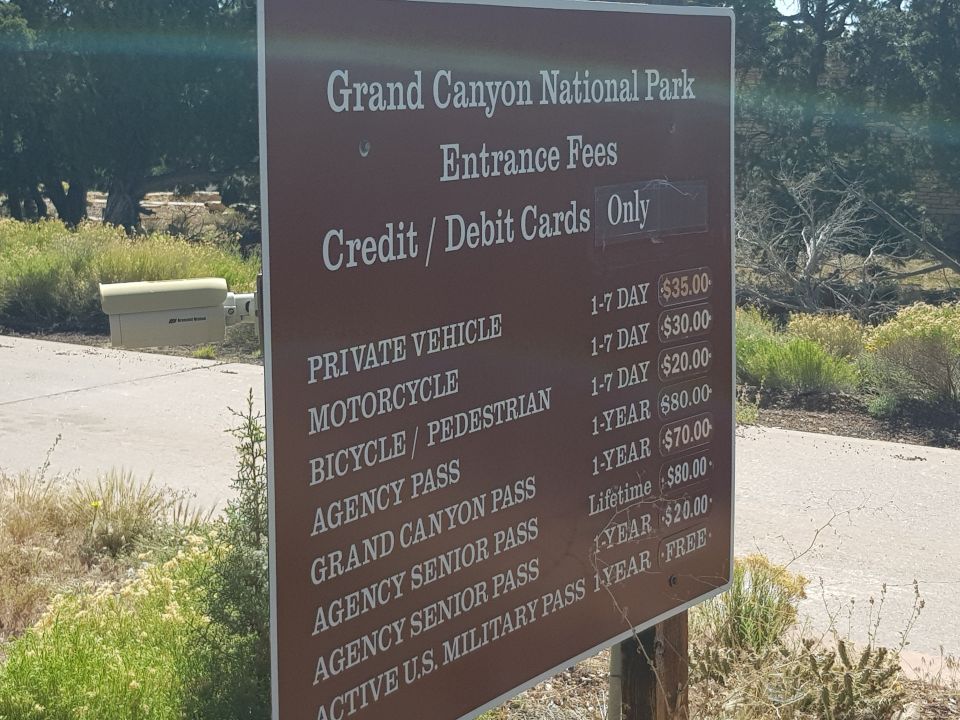 Grand Canyon National Park
Entrance Fees
Credit / Debit Cards Only
PRIVATE VEHICLE 1-7 DAY $35.00
MOTORCYCLE 1-7 DAY $30.00
BICYCLE / PEDESTRIAN 1-7 DAY $20.00
AGENCY PASS 1-YEAR $80.00
GRAND CANYON PASS 1-YEAR $70.00
AGENCY SENIOR PASS Lifetime $80.00
AGENCY SENIOR PASS 1-YEAR $20.00
ACTIVE U.S. MILITARY PASS 1-YEAR FREE